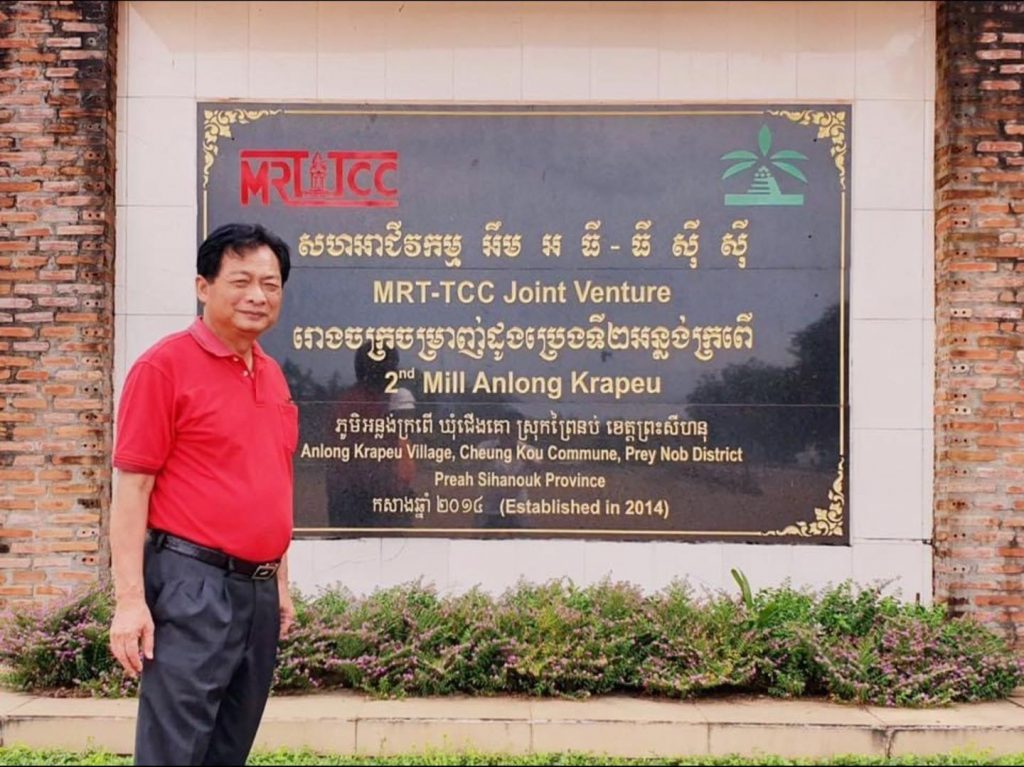 MRT TCC
សហអាជីវកម្ម អឹម អ ធី - ធី ស៊ី ស៊ី
MRT-TCC Joint Venture
រោងចក្រចម្រាញ់ដូងប្រេងទី២អន្លង់ក្រពើ
2nd Mill Anlong Krapeu
ភូមិអន្លង់ក្រពើ ឃុំជើងគោ ស្រុកព្រៃនប់ ខេត្តព្រះសីហនុ
Anlong Krapeu Village, Cheung Kou Commune, Prey Nob District
Preah Sihanouk Province
កសាងឆ្នាំ ២០១៤ (Established in 2014)